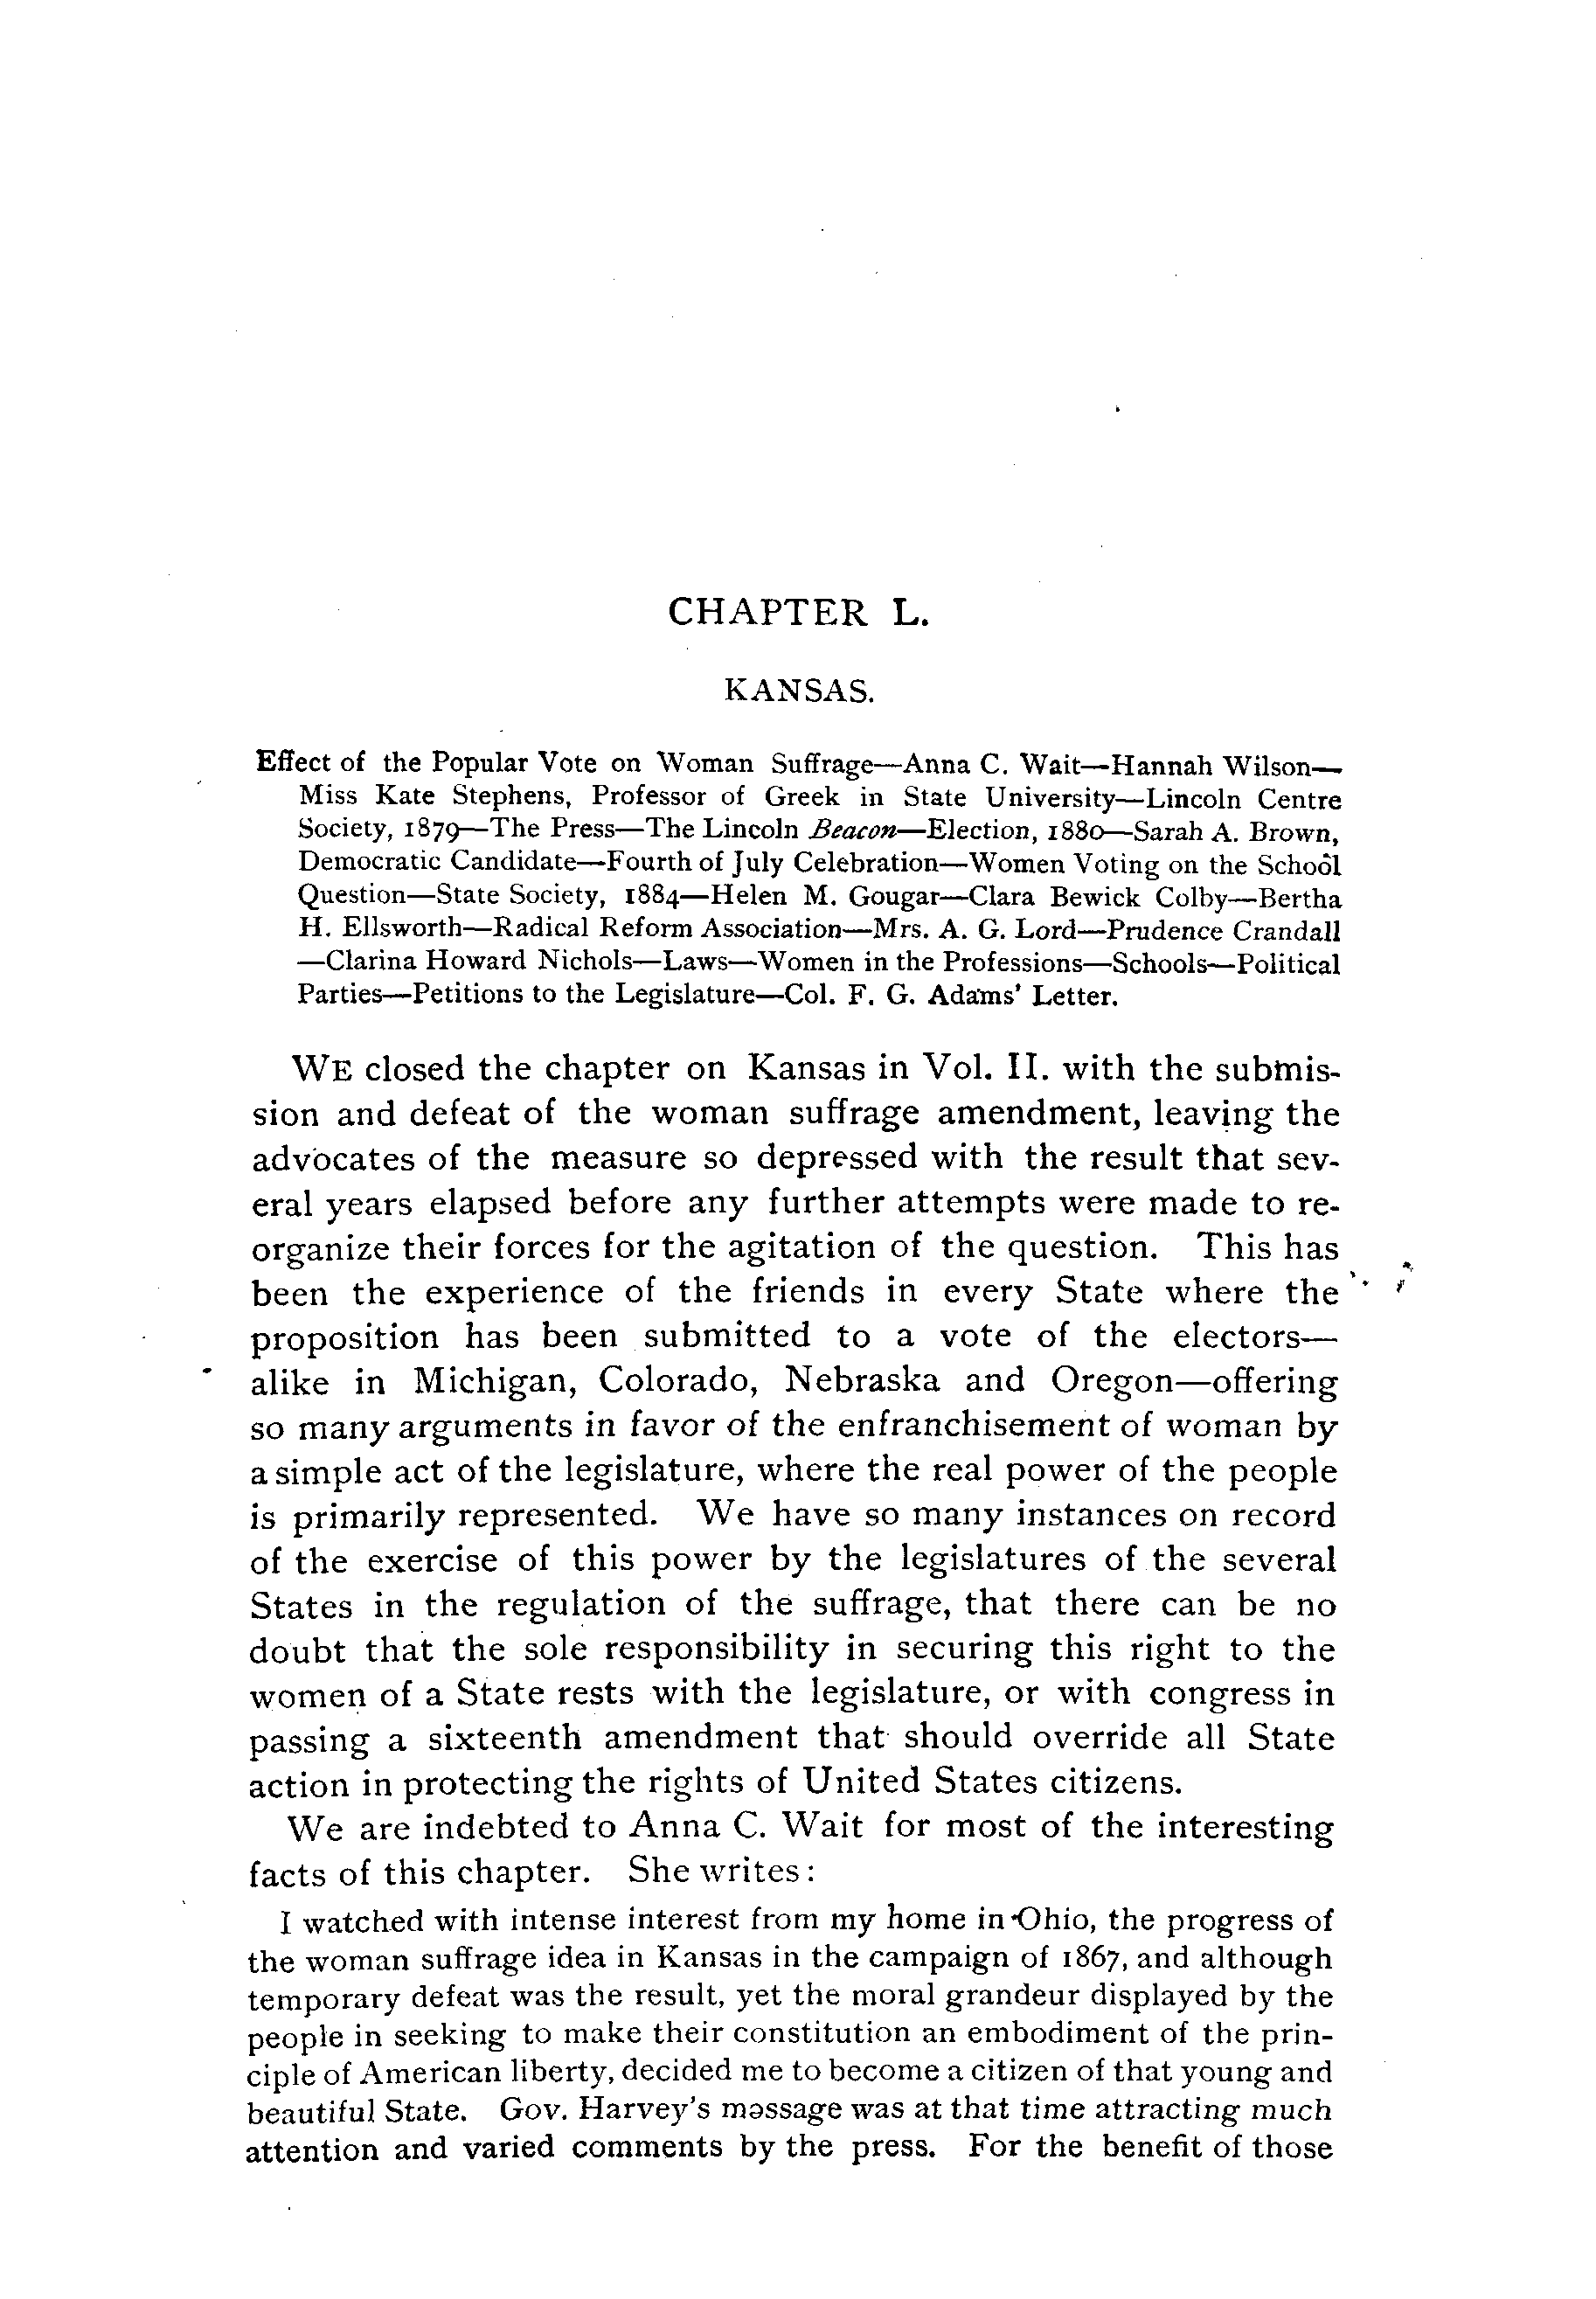 CHAPTER L.
KANSAS.
Effect of the Popular Vote on Woman Suffrage—Anna C. Wait—Hannah Wilson—
Miss Kate Stephens, Professor of Greek in State University—Lincoln Centre
Society, 1879—The Press—The Lincoln Beacon—Election, 1880—Sarah A. Brown,
Democratic Candidate—Fourth of July Celebration—Women Voting on the School
Question—State Society, 1884—Helen M. Gougar—Clara Bewick Colby—Bertha
H. Ellsworth—Radical Reform Association—Mrs. A. G. Lord—Prudence Crandall
—Clarina Howard Nichols—Laws—Women in the Professions—Schools—Political
Parties—Petitions to the Legislature—Col. F. G. Adams' Letter.
WE closed the chapter on Kansas in Vol. II. with the submis-
sion and defeat of the woman suffrage amendment, leaving the
advocates of the measure so depressed with the result that sev-
eral years elapsed before any further attempts were made to re-
organize their forces for the agitation of the question. This has
been the experience of the friends in every State where the
proposition has been submitted to a vote of the electors—
alike in Michigan, Colorado, Nebraska and Oregon—offering
so many arguments in favor of the enfranchisement of woman by
a simple act of the legislature, where the real power of the people
is primarily represented. We have so many instances on record
of the exercise of this power by the legislatures of the several
States in the regulation of the suffrage, that there can be no
doubt that the sole responsibility in securing this right to the
women of a State rests with the legislature, or with congress in
passing a sixteenth amendment that should override all State
action in protecting the rights of United States citizens.
We are indebted to Anna C. Wait for most of the interesting
facts of this chapter. She writes:
I watched with intense interest from my home in Ohio, the progress of
the woman suffrage idea in Kansas in the campaign of 1867, and although
temporary defeat was the result, yet the moral grandeur displayed by the
people in seeking to make their constitution an embodiment of the prin-
ciple of American liberty, decided me to become a citizen of that young and
beautiful State. Gov. Harvey's message was at that time attracting much
attention and varied comments by the press. For the benefit of those